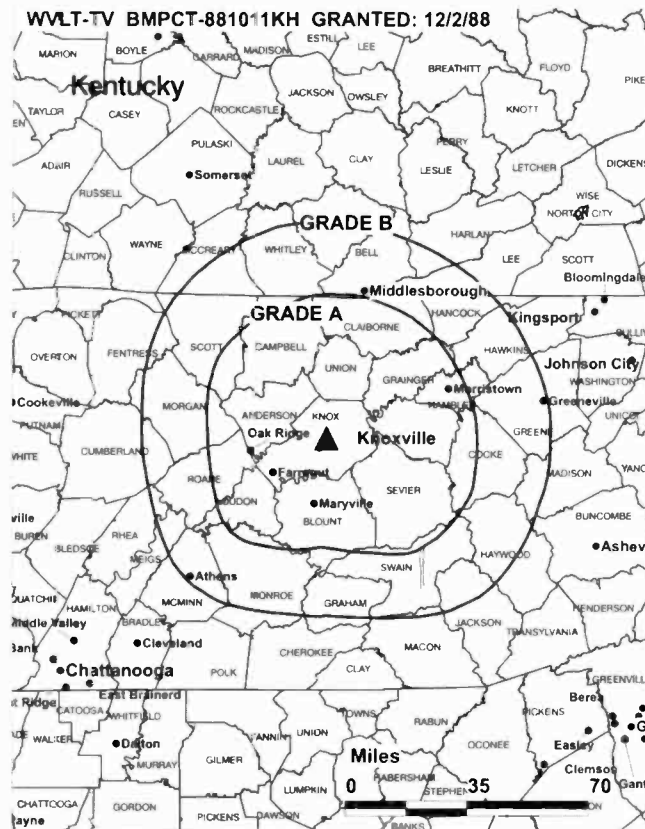 WVLT-TV BMPCT-881011KH GRANTED: 12/2/88
MARION
BOYLE
GARRARD
MADISON
ESTILL
LEE
BREATHITT
FLOYD
PIKE
Kentucky
JACKSON
OWSLEY
KNOTT
TAYLOR
CASEY
ROCKCASTLE
PULASKI
PERRY
ADAIR
LAUREL
CLAY
LESLIE
LETCHER
DICKENS
Somerset
RUSSELL
WISE
GRADE B
WAYNE
MCCREARY
WHITLEY
BELL
HARLAN
CLINTON
LEE
SCOTT
Bloomingdale
Middlesborough
GRADE A
HANCOCK
Kingsport
PICKETT
CLAIBORNE
SCOTT
CAMPBELL
HAWKINS
OVERTON
FENTRESS
UNION
Johnson City
GRAINGER
WASHINGTON
Morristown
Cookeville
MORGAN
HAMBLEN
Greeneville
UNICOI
ANDERSON
KNOX
PUTNAM
Oak Ridge
Knoxville
GREENE
WHITE
CUMBERLAND
COCKE
Farragut
MADISON
YANC
ROANE
SEVIER
LOUDON
Maryville
BLOUNT
BUNCOMBE
ville
BUREN
RHEA
BLEDSOE
MEIGS
HAYWOOD
Ashev
SWAIN
Athens
MCMINN
MONROE
GRAHAM
HAMILTON
HENDERSON
BRADLEY
JACKSON
TRANSYLVANIA
Middle Valley
Cleveland
CHEROKEE
MACON
Bank
Chattanooga
POLK
CLAY
East Brainerd
GREENVILL
CATOOSA
WHITFIELD
TOWNS
RABUN
PICKENS
Berea
UNION
OCONEE
WALKER
Dalton
GILMER
Easley
MURRAY
Miles
Clemson
HABERSHAM
Gant
0 35 70
LUMPKIN
STEPHEN
CHATTOOGA
GORDON
PICKENS
DAWSON
BANKS